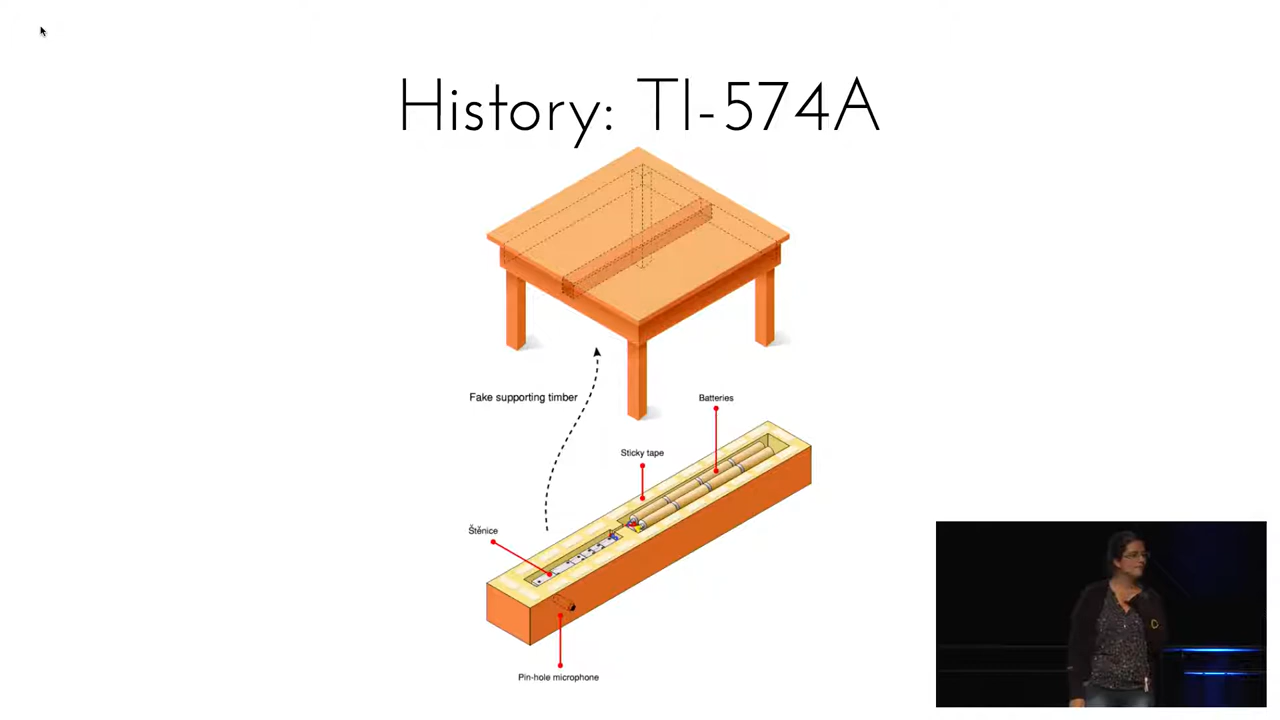 History: TI-574A
Fake supporting timber
Batteries
Sticky tape
Štěnice
Pin-hole microphone